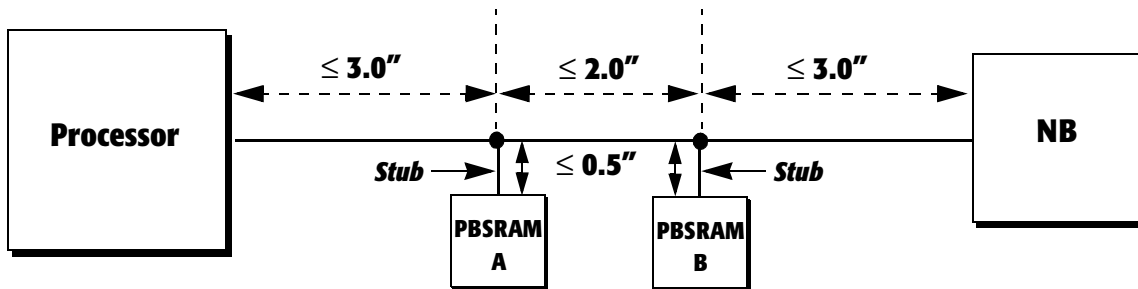 ≤ 3.0”
≤ 2.0”
≤ 3.0”
Processor
NB
Stub
≤ 0.5”
Stub
PBSRAM
A
PBSRAM
B